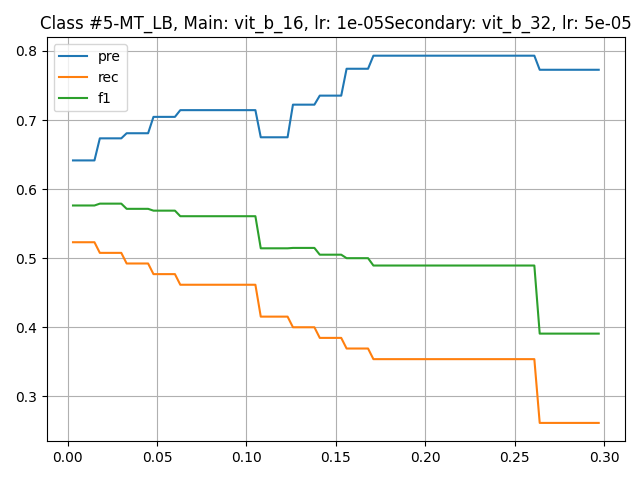 Class #5-MT_LB, Main: vit_b_16, lr: 1e-05Secondary: vit_b_32, lr: 5e-05
pre
rec
f1
0.8
0.7
0.6
0.5
0.4
0.3
0.00 0.05 0.10 0.15 0.20 0.25 0.30